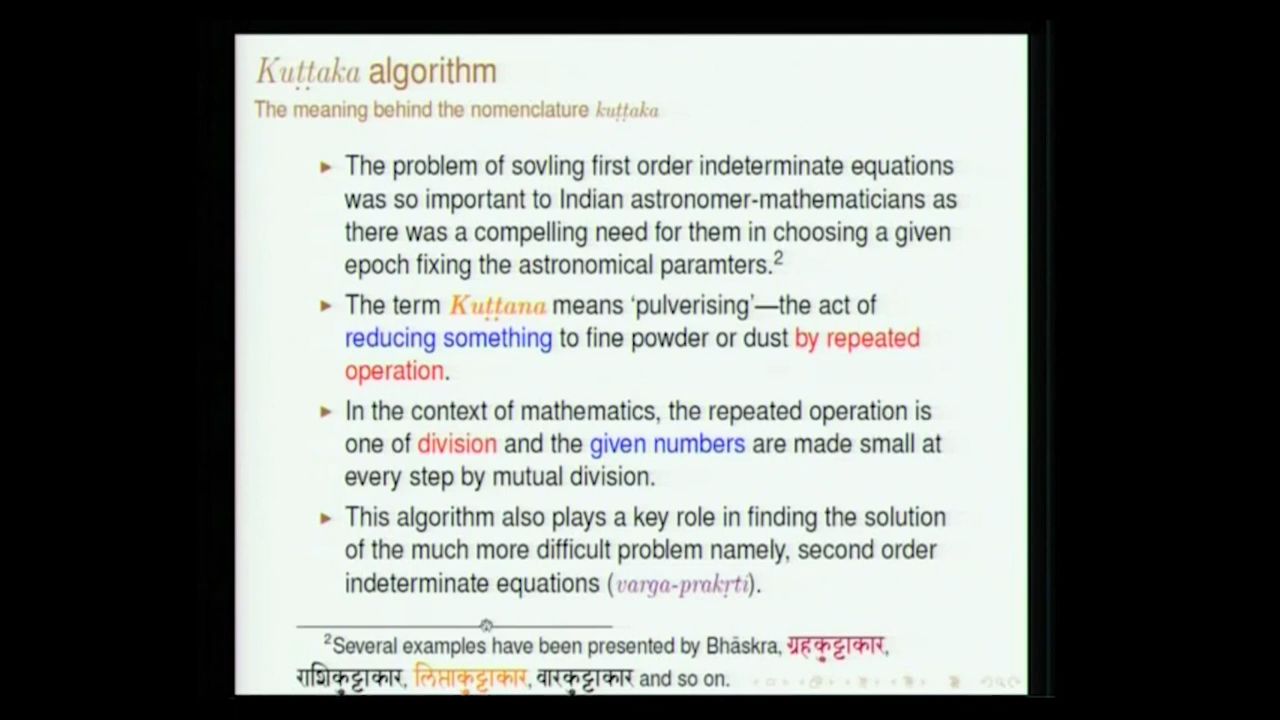 Kuṭṭaka algorithm
The meaning behind the nomenclature kuṭṭaka
► The problem of sovling first order indeterminate equations
was so important to Indian astronomer-mathematicians as
there was a compelling need for them in choosing a given
epoch fixing the astronomical paramters.2
► The term Kuṭṭana means ‘pulverising’—the act of
reducing something to fine powder or dust by repeated
operation.
► In the context of mathematics, the repeated operation is
one of division and the given numbers are made small at
every step by mutual division.
► This algorithm also plays a key role in finding the solution
of the much more difficult problem namely, second order
indeterminate equations (varga-prakṛti).
2Several examples have been presented by Bhāskra, ग्रहकुट्टाकार,
राशिकुट्टाकार, लिप्ताकुट्टाकार, वारकुट्टाकार and so on.